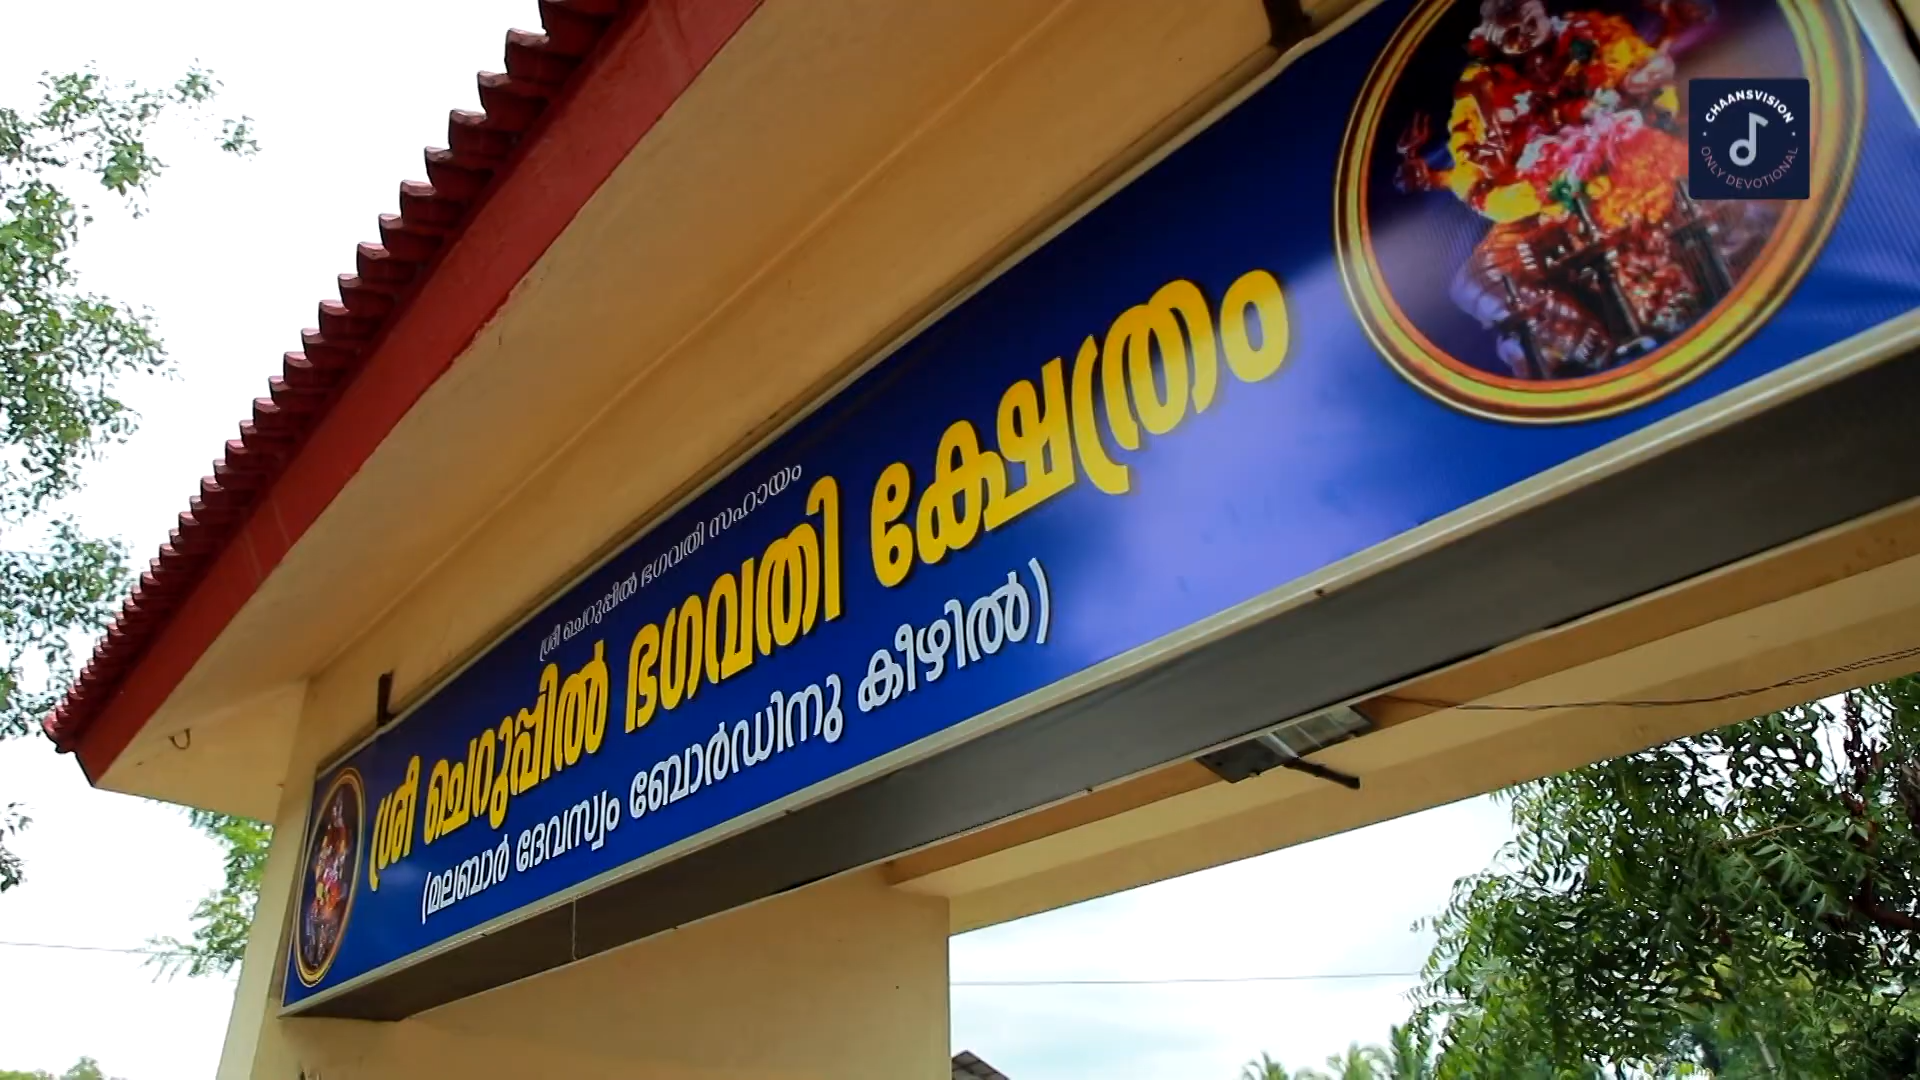 ശ്രീ ചെറുപ്പിൽ ഭഗവതി സഹായം
ശ്രീ ചെറുപ്പിൽ ഭഗവതി ക്ഷേത്രം
(മലബാർ ദേവസ്വം ബോർഡിനു കീഴിൽ)
CHAANSVISION
ONLY DEVOTIONAL